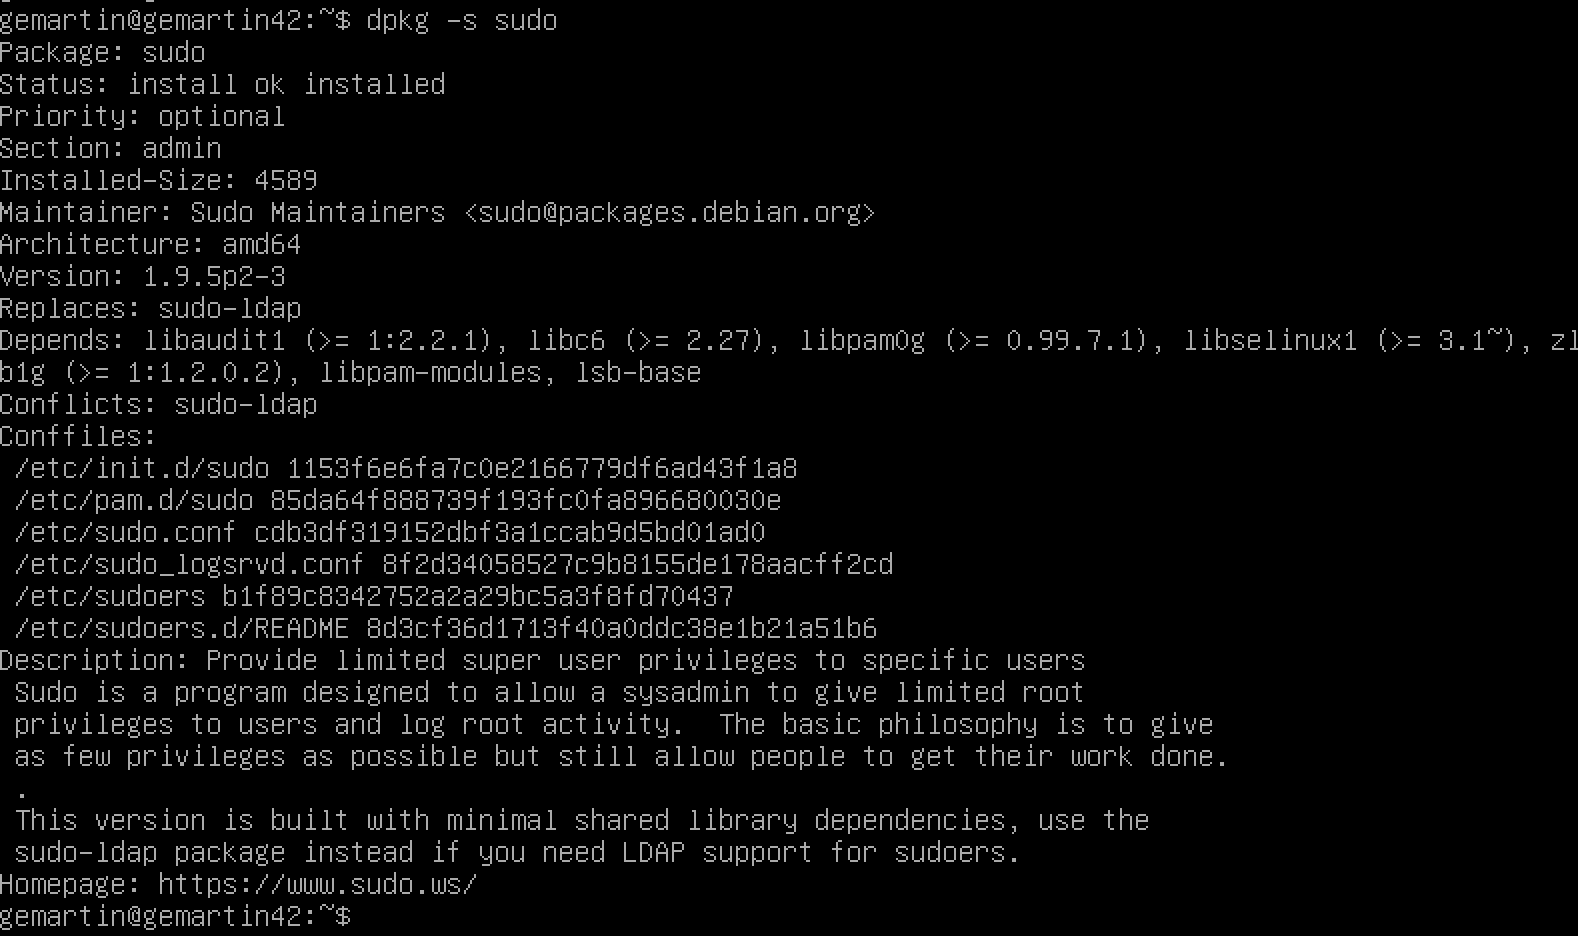 gemartin@gemartin42:~$ dpkg -s sudo
Package: sudo
Status: install ok installed
Priority: optional
Section: admin
Installed-Size: 4589
Maintainer: Sudo Maintainers <sudo@packages.debian.org>
Architecture: amd64
Version: 1.9.5p2-3
Replaces: sudo-ldap
Depends: libaudit1 (>= 1:2.2.1), libc6 (>= 2.27), libpam0g (>= 0.99.7.1), libselinux1 (>= 3.1~), zl
b1g (>= 1:1.2.0.2), libpam-modules, lsb-base
Conflicts: sudo-ldap
Conffiles:
 /etc/init.d/sudo 1153f6e6fa7c0e2166779df6ad43f1a8
 /etc/pam.d/sudo 85da64f888739f193fc0fa896680030e
 /etc/sudo.conf cdb3df319152dbf3a1ccab9d5bd01ad0
 /etc/sudo_logsrvd.conf 8f2d34058527c9b8155de178aacff2cd
 /etc/sudoers b1f89c8342752a2a29bc5a3f8fd70437
 /etc/sudoers.d/README 8d3cf36d1713f40a0ddc38e1b21a51b6
Description: Provide limited super user privileges to specific users
 Sudo is a program designed to allow a sysadmin to give limited root
 privileges to users and log root activity.  The basic philosophy is to give
 as few privileges as possible but still allow people to get their work done.
 .
 This version is built with minimal shared library dependencies, use the
 sudo-ldap package instead if you need LDAP support for sudoers.
Homepage: https://www.sudo.ws/
gemartin@gemartin42:~$